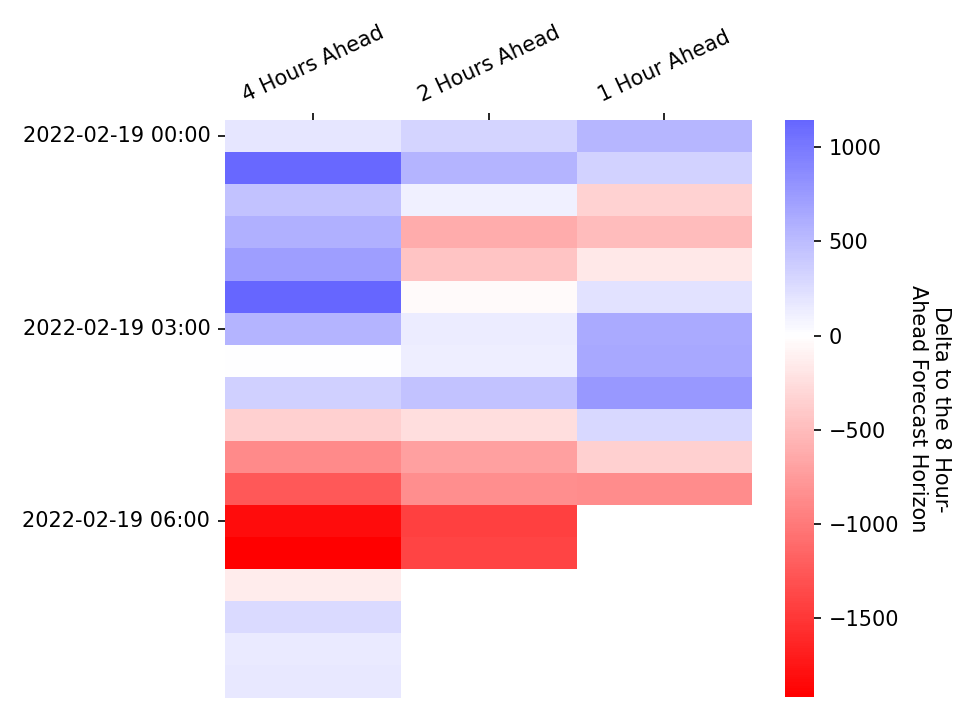 4 Hours Ahead
2 Hours Ahead
1 Hour Ahead
2022-02-19 00:00
2022-02-19 03:00
2022-02-19 06:00
1000
500
0
−500
−1000
−1500
Delta to the 8 Hour-
Ahead Forecast Horizon